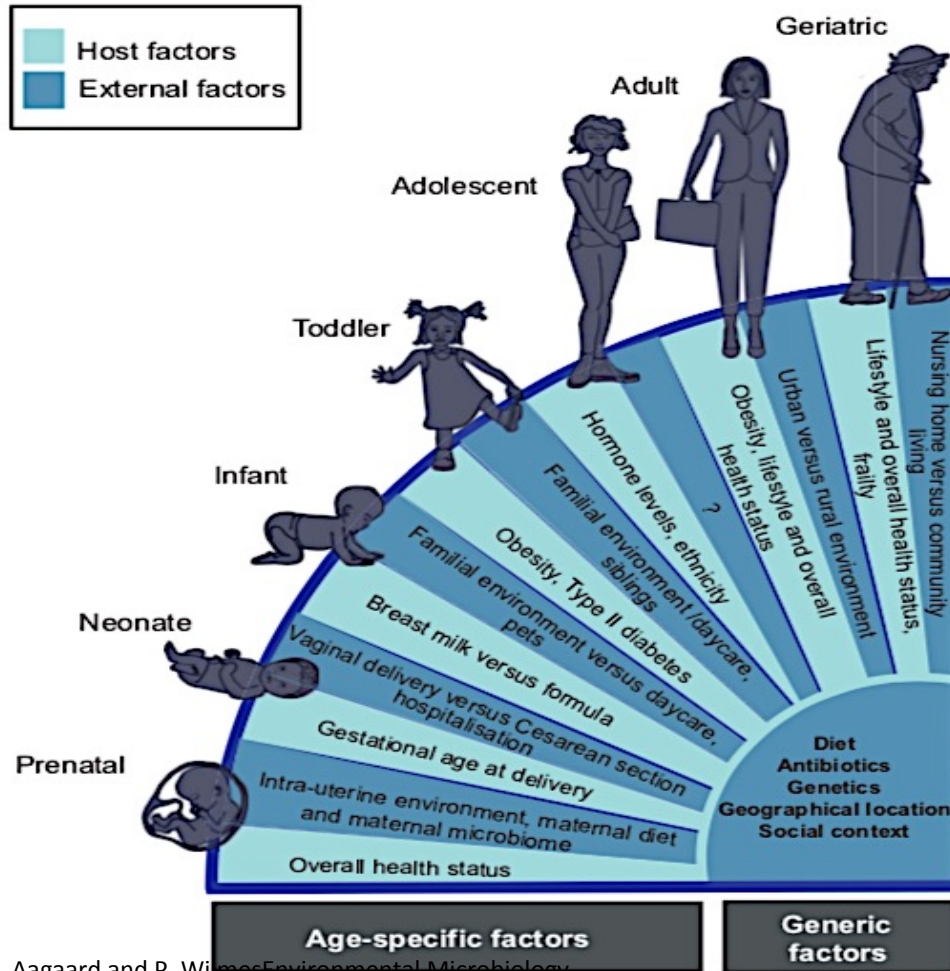 Host factors
External factors
Geriatric
Adult
Adolescent
Toddler
Infant
Neonate
Prenatal
Nursing home versus community
living
Lifestyle and overall health status,
frailty
Urban versus rural environment
Obesity, lifestyle and overall
health status
?
Hormone levels, ethnicity
Familial environment/daycare,
siblings
Obesity, Type II diabetes
Familial environment versus daycare,
pets
Breast milk versus formula
Vaginal delivery versus Cesarean section
hospitalisation
Gestational age at delivery
Intra-uterine environment, maternal diet
and maternal microbiome
Overall health status
Diet
Antibiotics
Genetics
Geographical location
Social context
Age-specific factors
Generic
factors
Aagaard and P. WilmesEnvironmental Microbiology